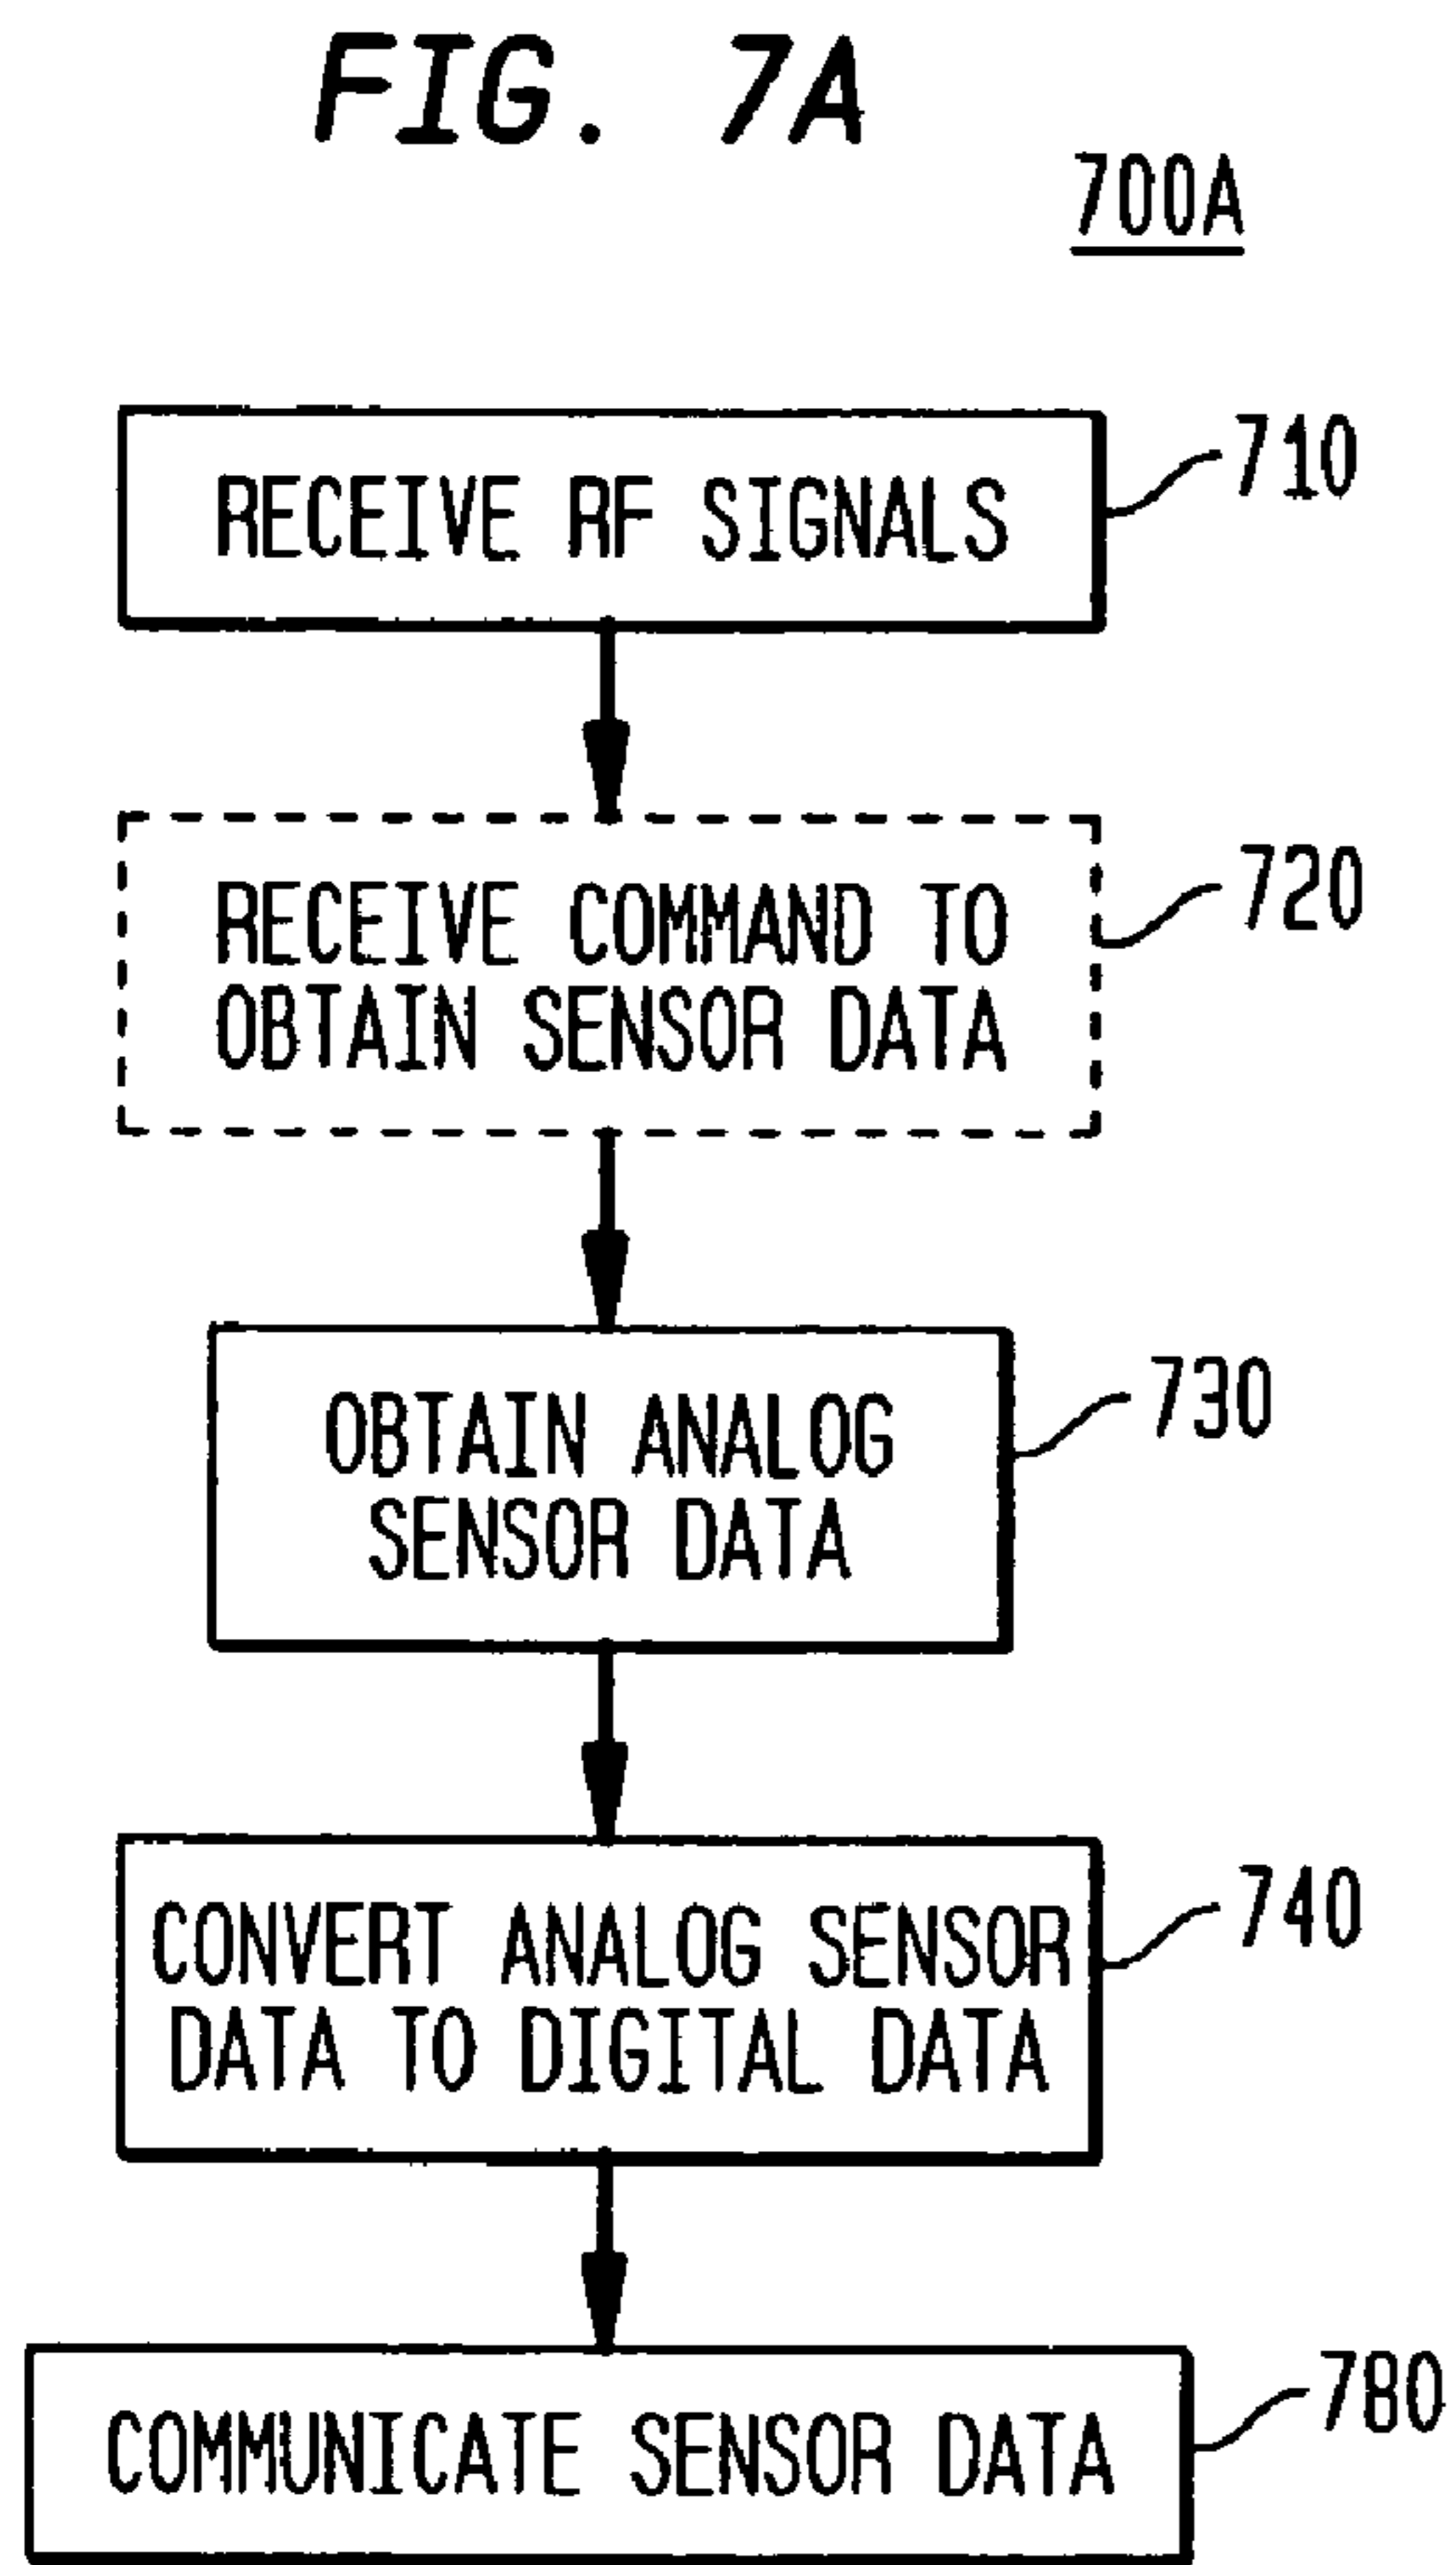 FIG. 7A
700A
RECEIVE RF SIGNALS
710
RECEIVE COMMAND TO
OBTAIN SENSOR DATA
720
OBTAIN ANALOG
SENSOR DATA
730
CONVERT ANALOG SENSOR
DATA TO DIGITAL DATA
740
COMMUNICATE SENSOR DATA
780